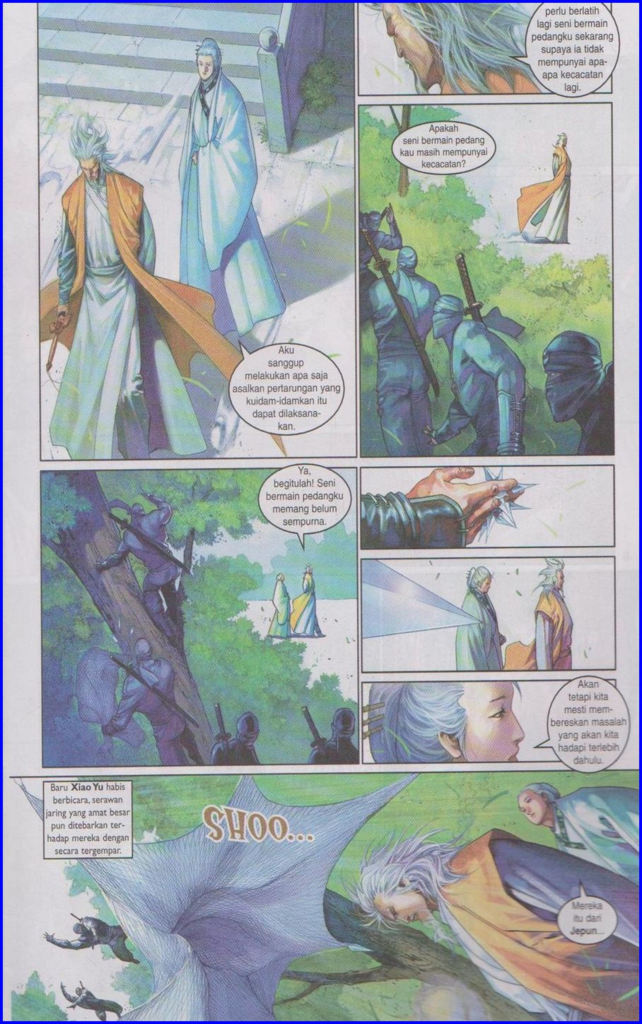 perlu berlatih
lagi seni bermain
pedangku sekarang
supaya ia tidak
mempunyai apa-
apa kecacatan
lagi.
Aku
sanggup
melakukan apa saja
asalkan pertarungan yang
kuidam-idamkan itu
dapat dilaksana-
kan.
Apakah
seni bermain pedang
kau masih mempunyai
kecacatan?
Ya,
begitulah! Seni
bermain pedangku
memang belum
sempurna.
Akan
tetapi kita
mesti mem-
bereskan masalah
yang akan kita
hadapi terlebih
dahulu.
Baru Xiao Yu habis
berbicara, serawan
jaring yang amat besar
pun ditebarkan ter-
hadap mereka dengan
secara tergempar.
SHOO...
Mereka
itu dari
Jepun...